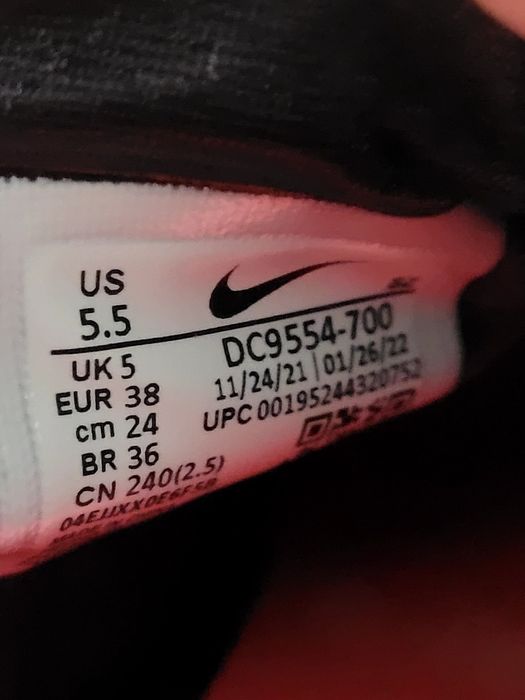 US
5.5
UK 5
EUR 38
cm 24
BR 36
CN 240(2.5)
DC9554-700
11/24/21 | 01/26/22
UPC 00195244320752